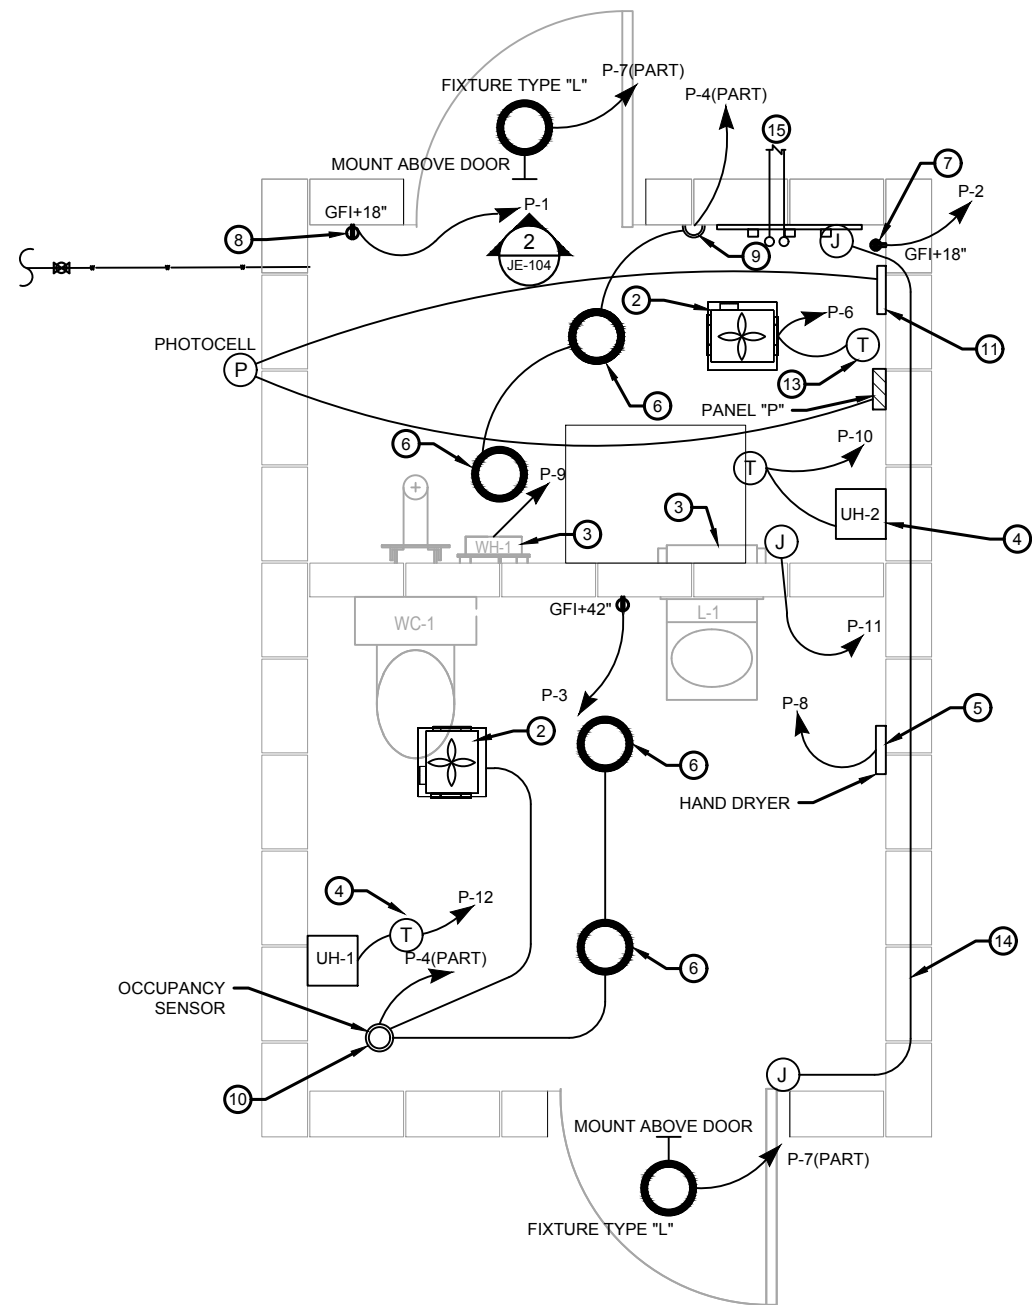 P-7(PART)
FIXTURE TYPE "L"
P-4(PART)
15
MOUNT ABOVE DOOR
7
P-2
GFI+18"
P-1
8
2
JE-104
9
J
GFI+18"
2
P-6
PHOTOCELL
P
T
11
13
6
PANEL "P"
6
P-10
P-9
T
3
UH-2
4
WH-1
3
J
GFI+42"
WC-1
L-1
P-11
P-3
P-8
5
2
6
HAND DRYER
4
P-12
T
UH-1
P-4(PART)
6
14
OCCUPANCY
SENSOR
10
J
MOUNT ABOVE DOOR
P-7(PART)
FIXTURE TYPE "L"